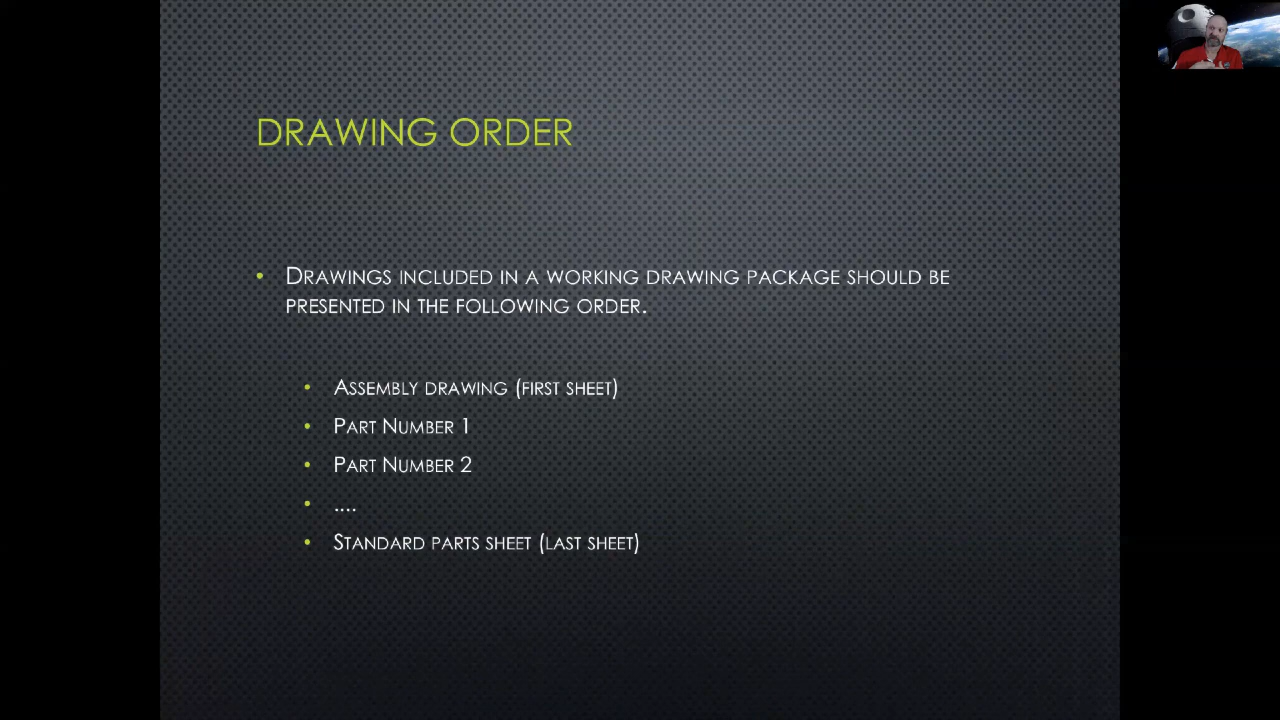 DRAWING ORDER
• DRAWINGS INCLUDED IN A WORKING DRAWING PACKAGE SHOULD BE
PRESENTED IN THE FOLLOWING ORDER.
• ASSEMBLY DRAWING (FIRST SHEET)
• PART NUMBER 1
• PART NUMBER 2
• ....
• STANDARD PARTS SHEET (LAST SHEET)